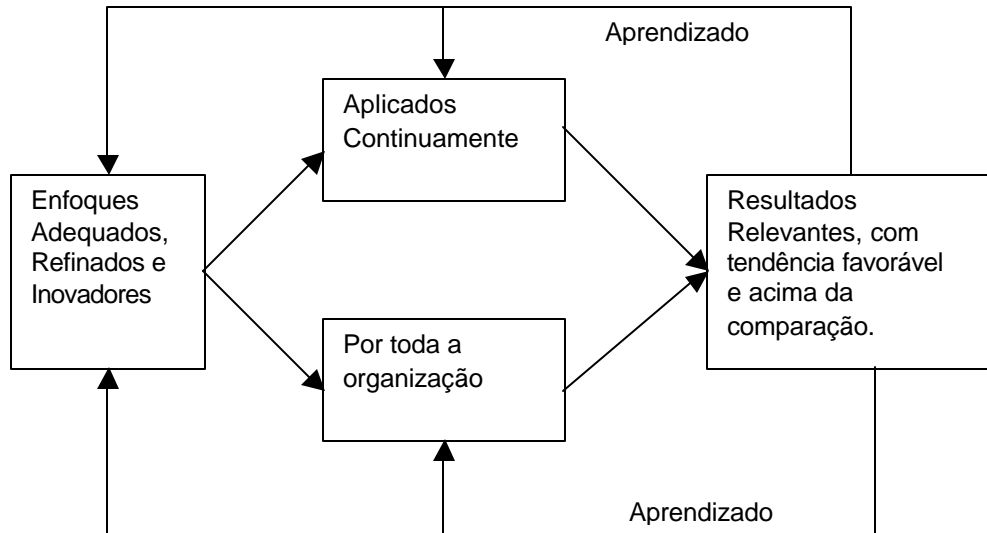 Aprendizado
Aplicados
Continuamente
Enfoques
Adequados,
Refinados e
Inovadores
Resultados
Relevantes, com
tendência favorável
e acima da
comparação.
Por toda a
organização
Aprendizado